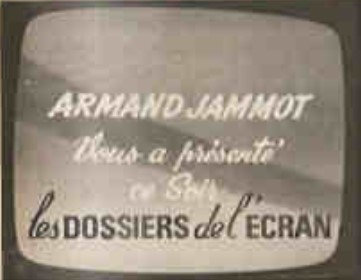 ARMAND JAMMOT
Vous a présenté
ce Soir
les DOSSIERS de l'ECRAN